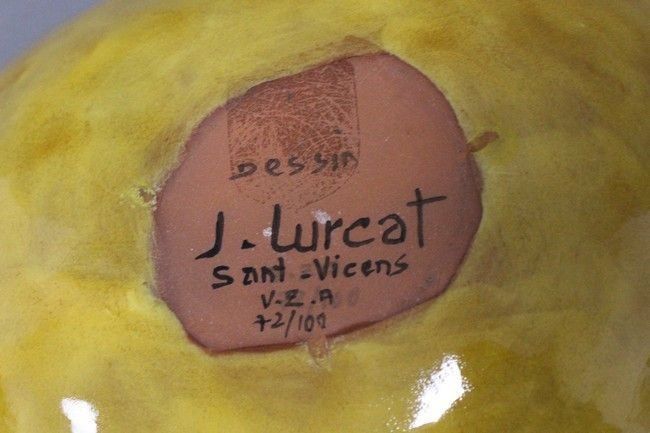 Dessin
J. Lurcat
Sant-Vicens
V.Z.A
72/100